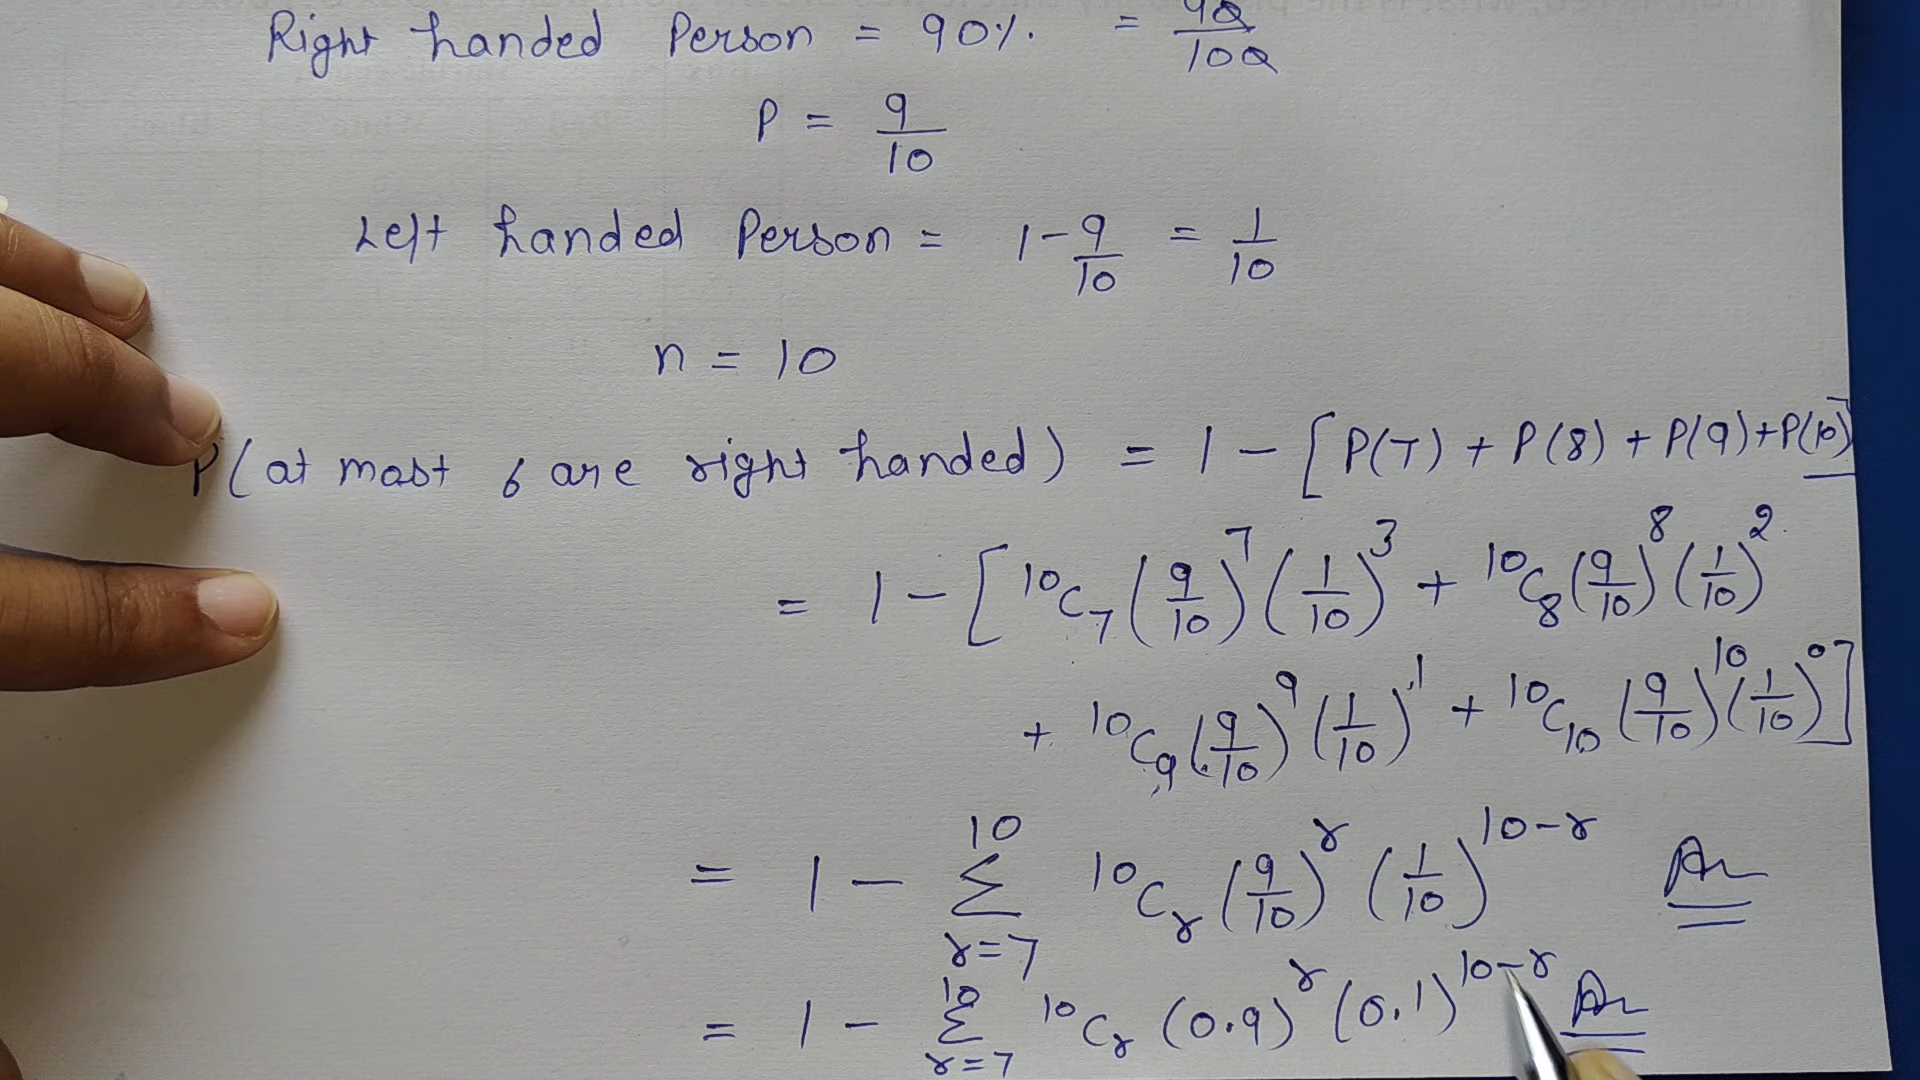 Right handed Person = 90%. = 90/100
P = 9/10
Left handed Person = 1 - 9/10 = 1/10
n = 10
P(at most 6 are right handed) = 1 - [P(7) + P(8) + P(9) + P(10)]
= 1 - [¹⁰C₇ (9/10)⁷ (1/10)³ + ¹⁰C₈ (9/10)⁸ (1/10)²
+ ¹⁰C₉ (9/10)⁹ (1/10)¹ + ¹⁰C₁₀ (9/10)¹⁰ (1/10)⁰]
= 1 - Σ_{r=7}^{10} ¹⁰Cᵣ (9/10)^r (1/10)^{10-r} An
= 1 - Σ_{r=7}^{10} ¹⁰Cᵣ (0.9)^r (0.1)^{10-r} An